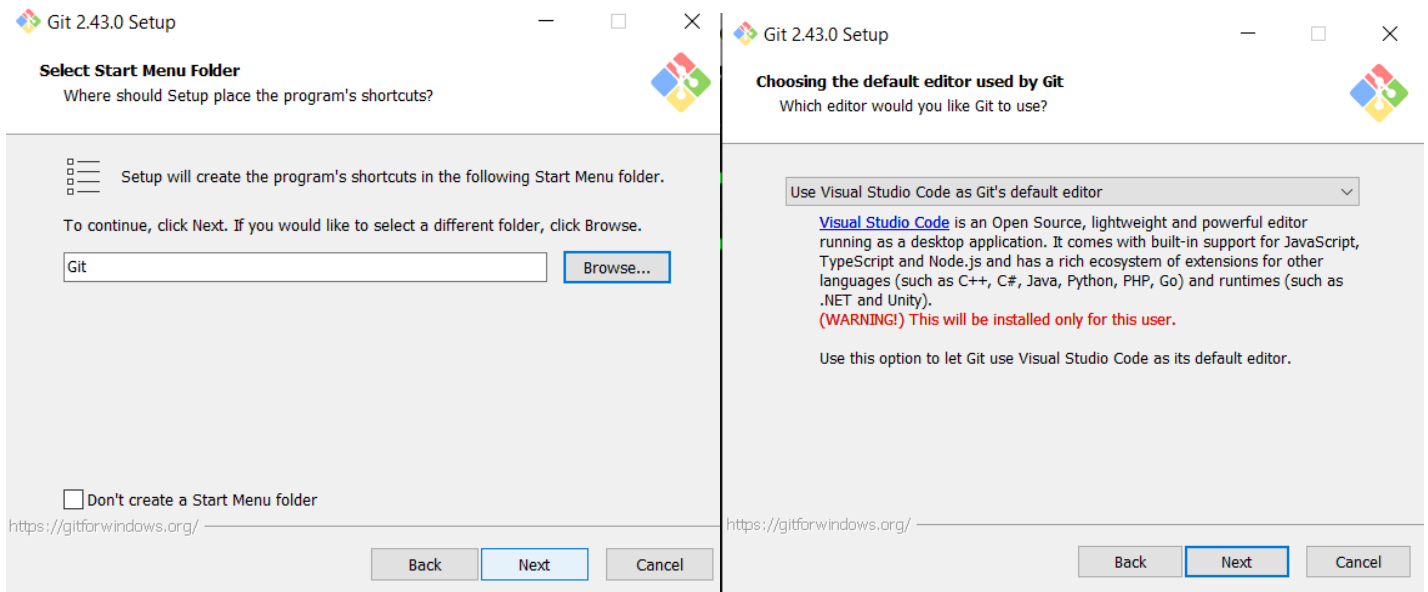 Git 2.43.0 Setup
Select Start Menu Folder
Where should Setup place the program's shortcuts?
Setup will create the program's shortcuts in the following Start Menu folder.
To continue, click Next. If you would like to select a different folder, click Browse.
Git
Browse...
Don't create a Start Menu folder
https://gitforwindows.org/
Back
Next
Cancel
Git 2.43.0 Setup
Choosing the default editor used by Git
Which editor would you like Git to use?
Use Visual Studio Code as Git's default editor
Visual Studio Code is an Open Source, lightweight and powerful editor
running as a desktop application. It comes with built-in support for JavaScript,
TypeScript and Node.js and has a rich ecosystem of extensions for other
languages (such as C++, C#, Java, Python, PHP, Go) and runtimes (such as
.NET and Unity).
(WARNING!) This will be installed only for this user.
Use this option to let Git use Visual Studio Code as its default editor.
https://gitforwindows.org/
Back
Next
Cancel